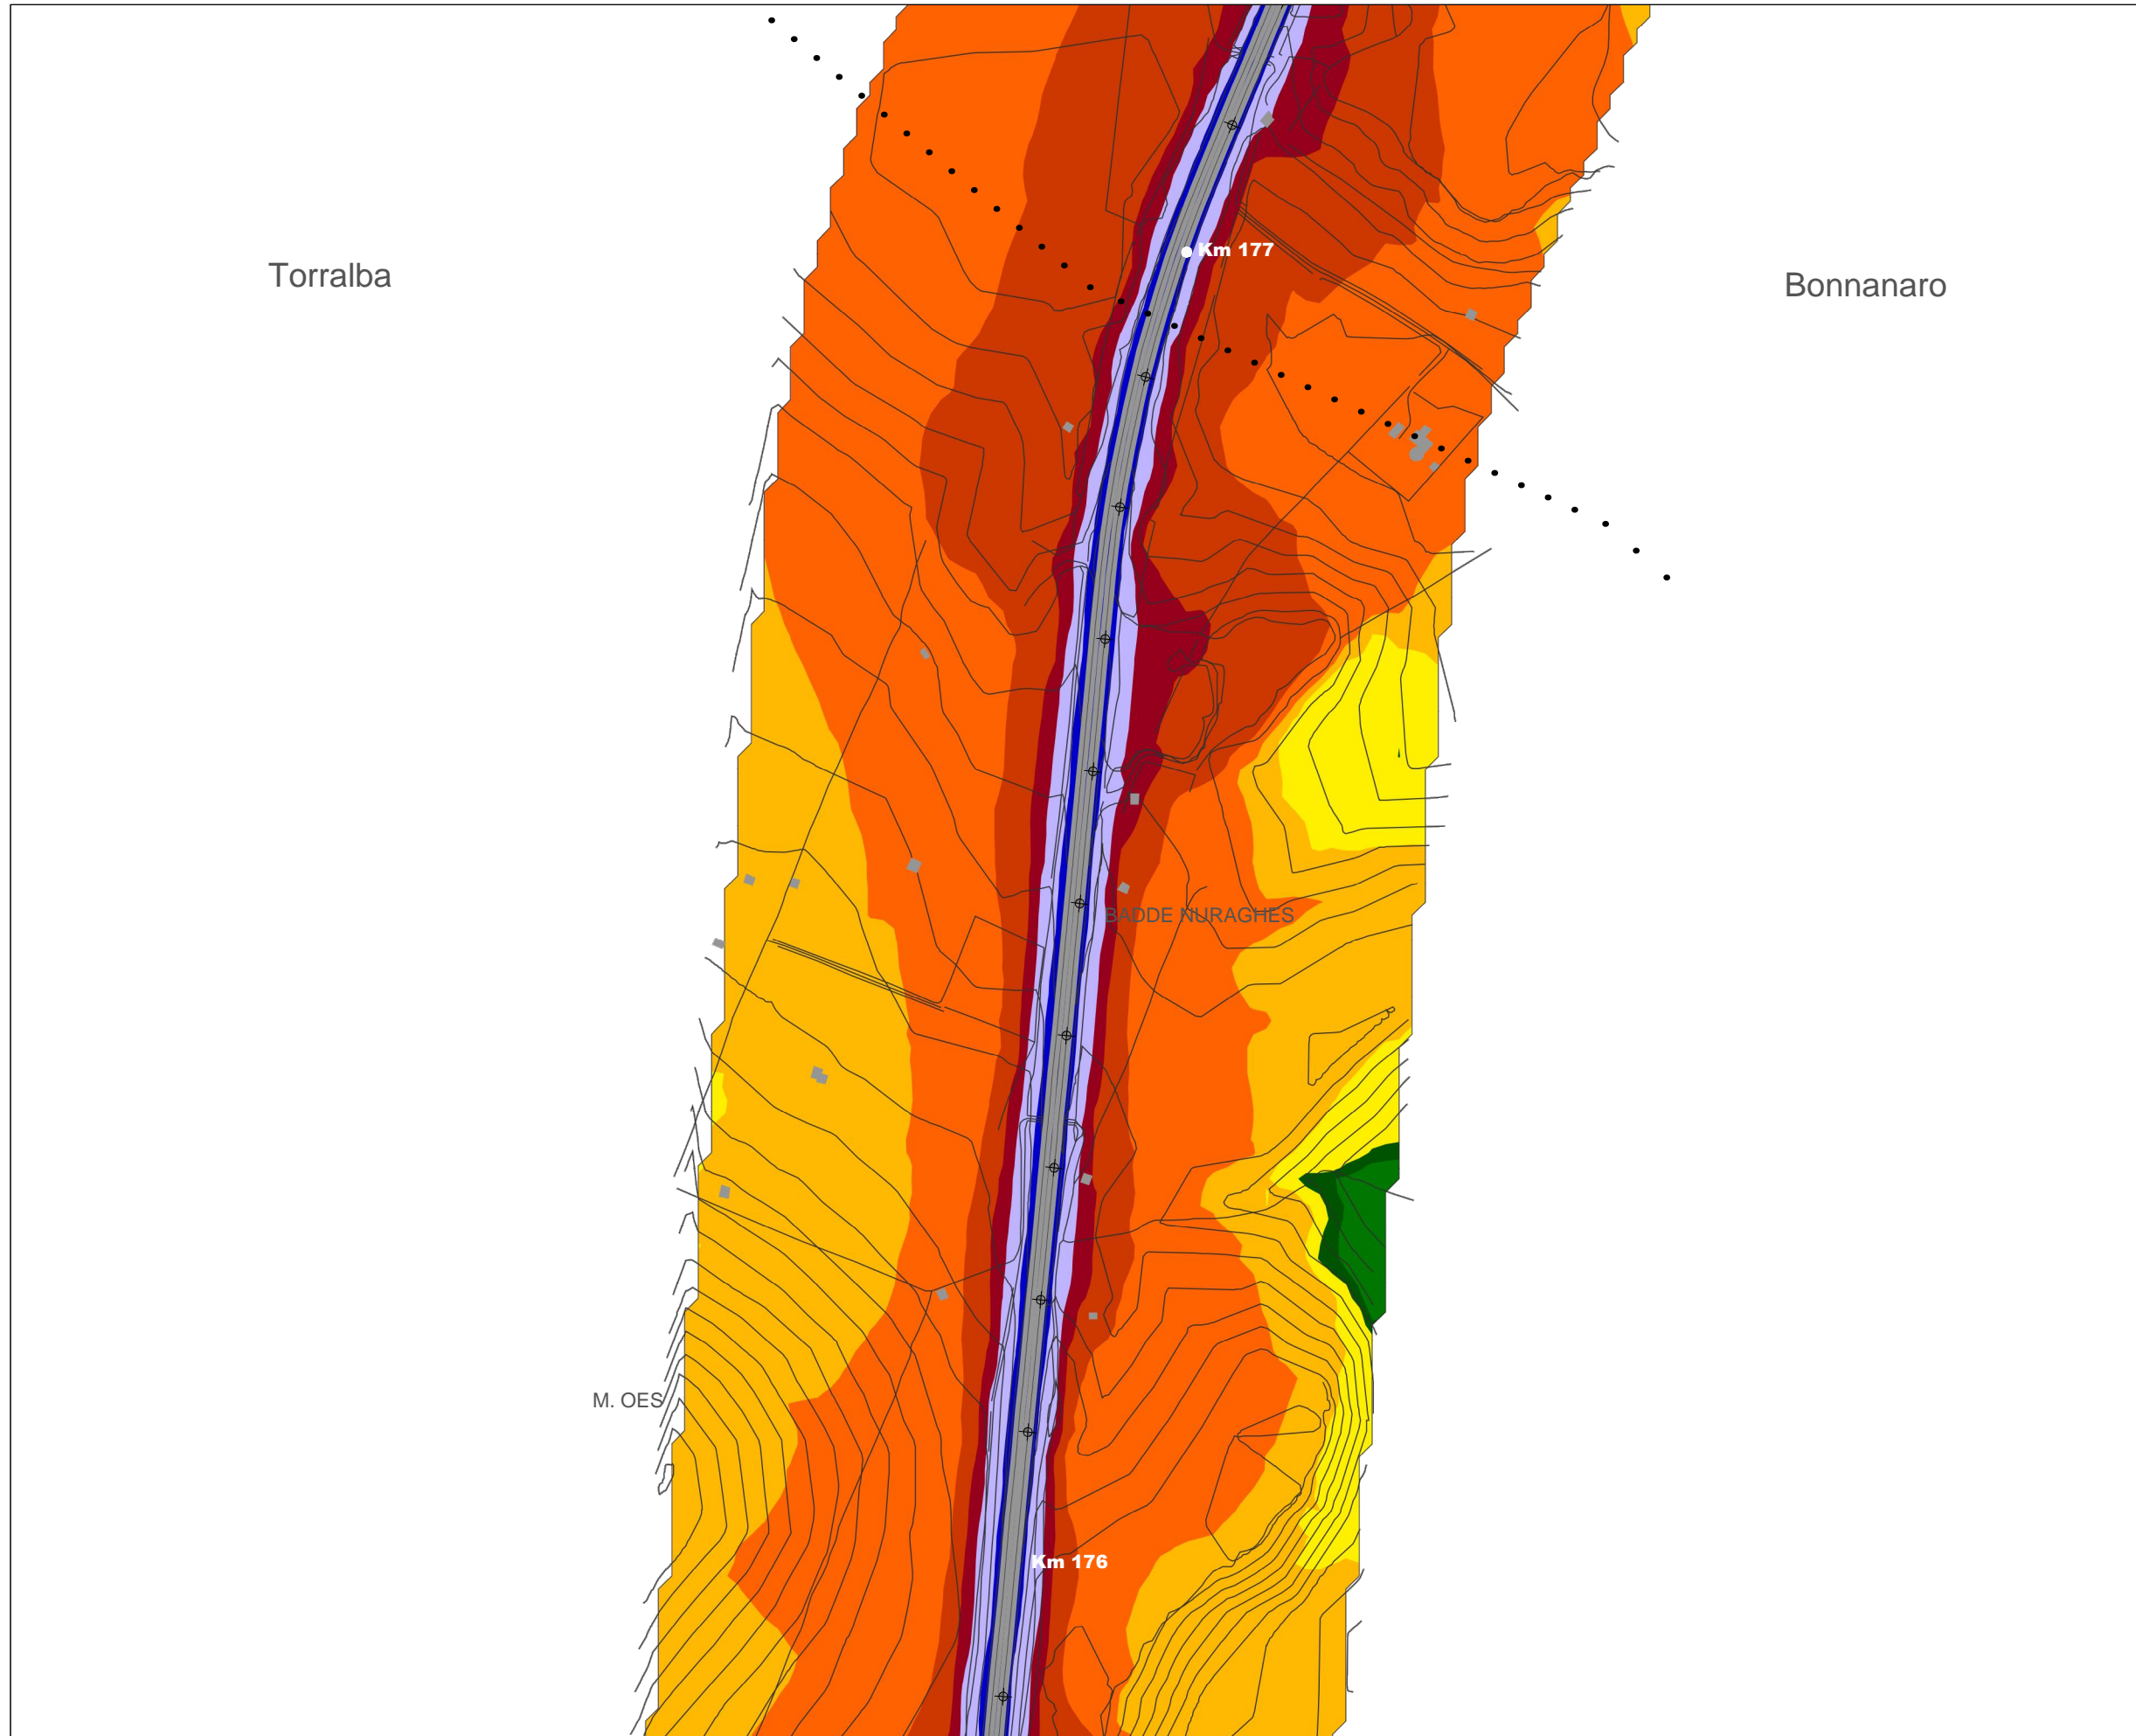 Km 177
Torralba
Bonnanaro
BADDE NURAGHES
M. OES
Km 176